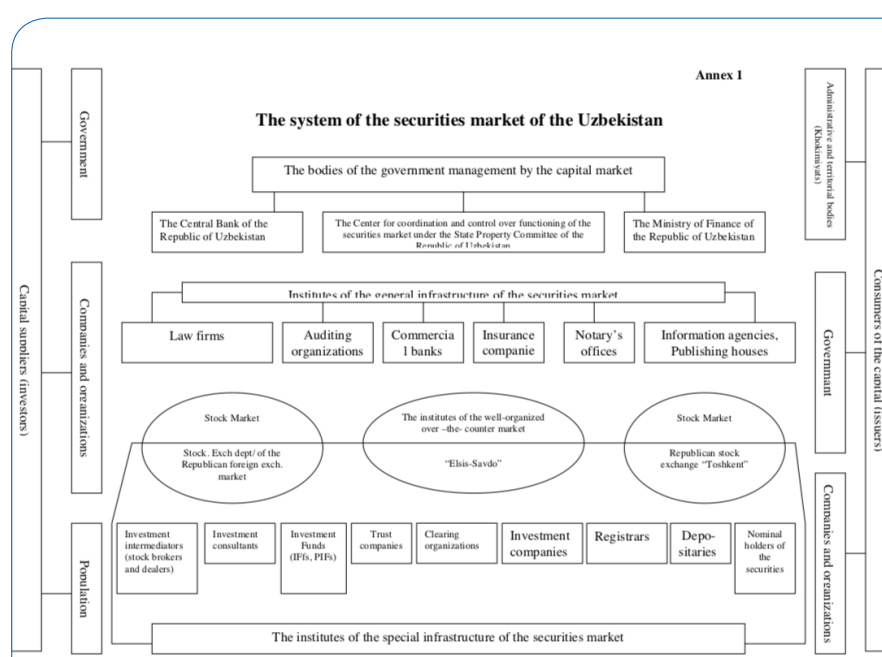 Annex 1
The system of the securities market of the Uzbekistan
Capital suppliers (investors)
Government
Companies and organizations
Population
The bodies of the government management by the capital market
The Central Bank of the
Republic of Uzbekistan
The Center for coordination and control over functioning of the
securities market under the State Property Committee of the
Republic of Uzbekistan
The Ministry of Finance of
the Republic of Uzbekistan
Institutes of the general infrastructure of the securities market
Law firms
Auditing
organizations
Commercia
l banks
Insurance
companie
Notary's
offices
Information agencies,
Publishing houses
Stock Market
Stock. Exch dept/ of the
Republican foreign exch.
market
The institutes of the well-organized
over –the- counter market
“Elsis-Savdo”
Stock Market
Republican stock
exchange “Toshkent”
Investment
intermediators
(stock brokers
and dealers)
Investment
consultants
Investment
Funds
(IFfs, PIFs)
Trust
companies
Clearing
organizations
Investment
companies
Registrars
Depo-
sitaries
Nominal
holders of
the
securities
The institutes of the special infrastructure of the securities market
Administrative and territorial bodies
(Khokimiyats)
Governmant
Companies and organizations
Consumers of the capital (issuers)